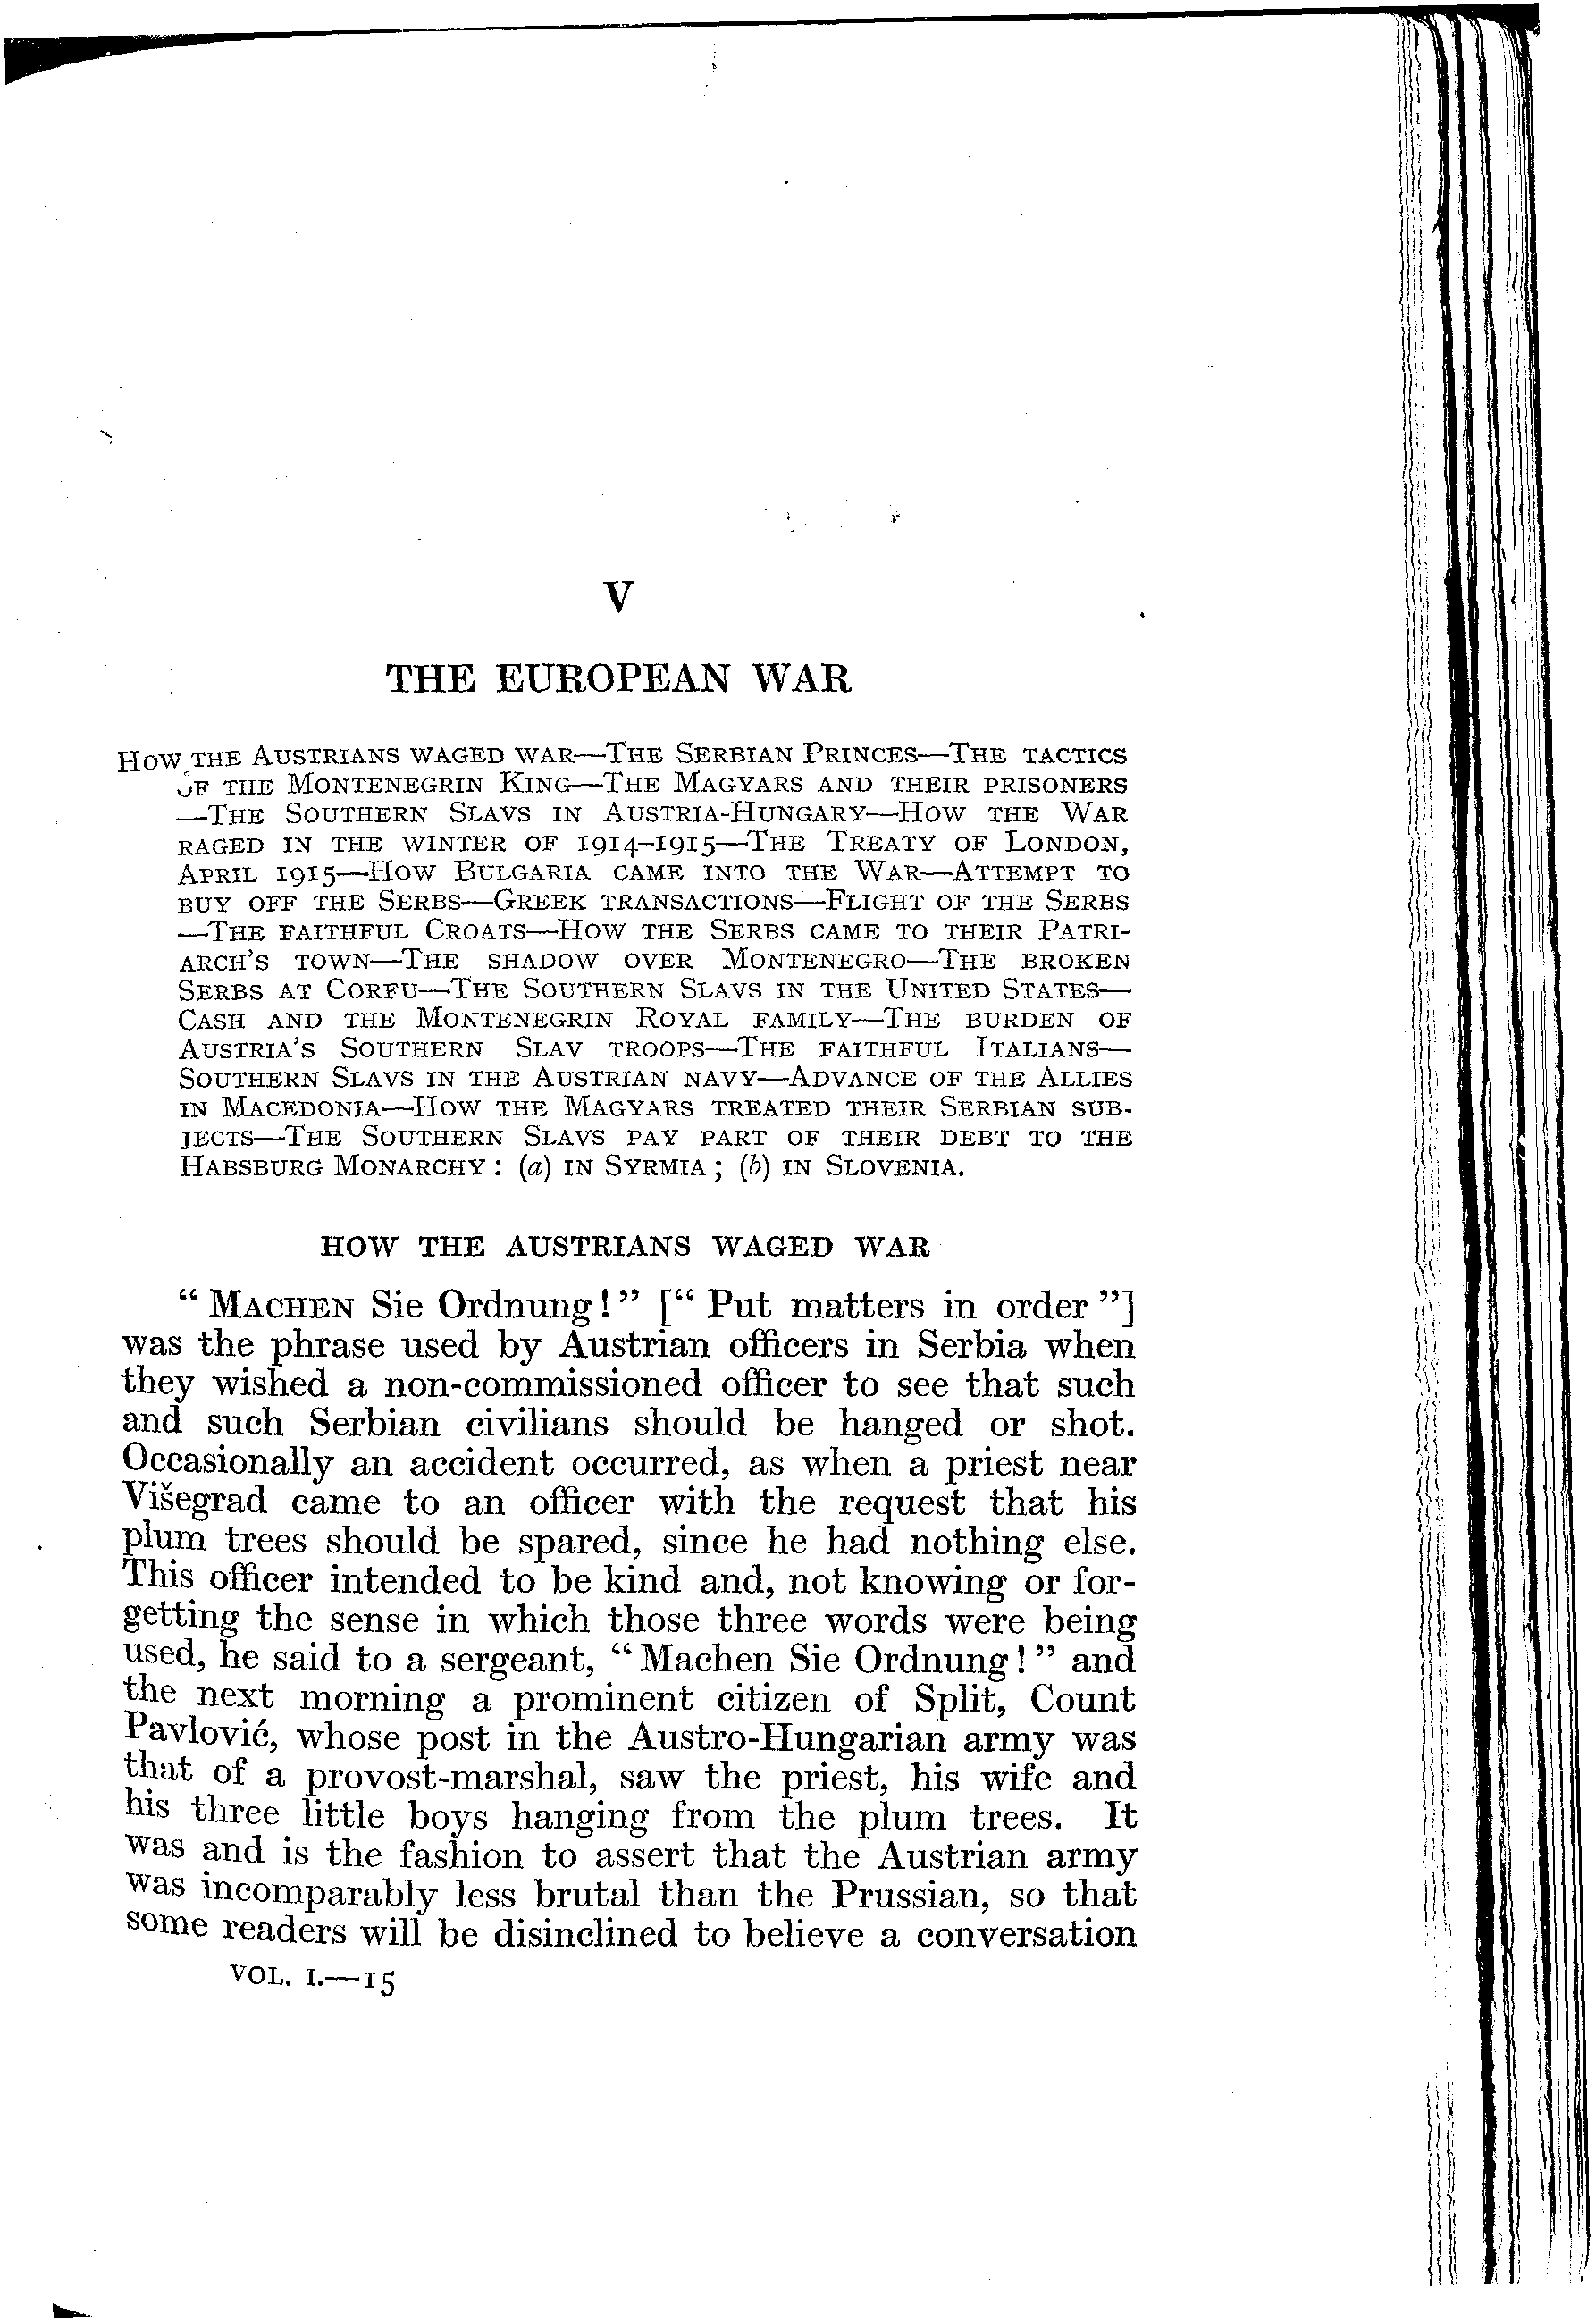 V
THE EUROPEAN WAR
HOW THE AUSTRIANS WAGED WAR—THE SERBIAN PRINCES—THE TACTICS
OF THE MONTENEGRIN KING—THE MAGYARS AND THEIR PRISONERS
—THE SOUTHERN SLAVS IN AUSTRIA-HUNGARY—HOW THE WAR
RAGED IN THE WINTER OF 1914–1915—THE TREATY OF LONDON,
APRIL 1915—HOW BULGARIA CAME INTO THE WAR—ATTEMPT TO
BUY OFF THE SERBS—GREEK TRANSACTIONS—FLIGHT OF THE SERBS
—THE FAITHFUL CROATS—HOW THE SERBS CAME TO THEIR PATRI-
ARCH'S TOWN—THE SHADOW OVER MONTENEGRO—THE BROKEN
SERBS AT CORFU—THE SOUTHERN SLAVS IN THE UNITED STATES—
CASH AND THE MONTENEGRIN ROYAL FAMILY—THE BURDEN OF
AUSTRIA'S SOUTHERN SLAV TROOPS—THE FAITHFUL ITALIANS—
SOUTHERN SLAVS IN THE AUSTRIAN NAVY—ADVANCE OF THE ALLIES
IN MACEDONIA—HOW THE MAGYARS TREATED THEIR SERBIAN SUB-
JECTS—THE SOUTHERN SLAVS PAY PART OF THEIR DEBT TO THE
HABSBURG MONARCHY: (a) IN SYRMIA; (b) IN SLOVENIA.
HOW THE AUSTRIANS WAGED WAR
"MACHEN Sie Ordnung!" ["Put matters in order"]
was the phrase used by Austrian officers in Serbia when
they wished a non-commissioned officer to see that such
and such Serbian civilians should be hanged or shot.
Occasionally an accident occurred, as when a priest near
Višegrad came to an officer with the request that his
plum trees should be spared, since he had nothing else.
This officer intended to be kind and, not knowing or for-
getting the sense in which those three words were being
used, he said to a sergeant, "Machen Sie Ordnung!" and
the next morning a prominent citizen of Split, Count
Pavlović, whose post in the Austro-Hungarian army was
that of a provost-marshal, saw the priest, his wife and
his three little boys hanging from the plum trees. It
was and is the fashion to assert that the Austrian army
was incomparably less brutal than the Prussian, so that
some readers will be disinclined to believe a conversation
VOL. I.—15